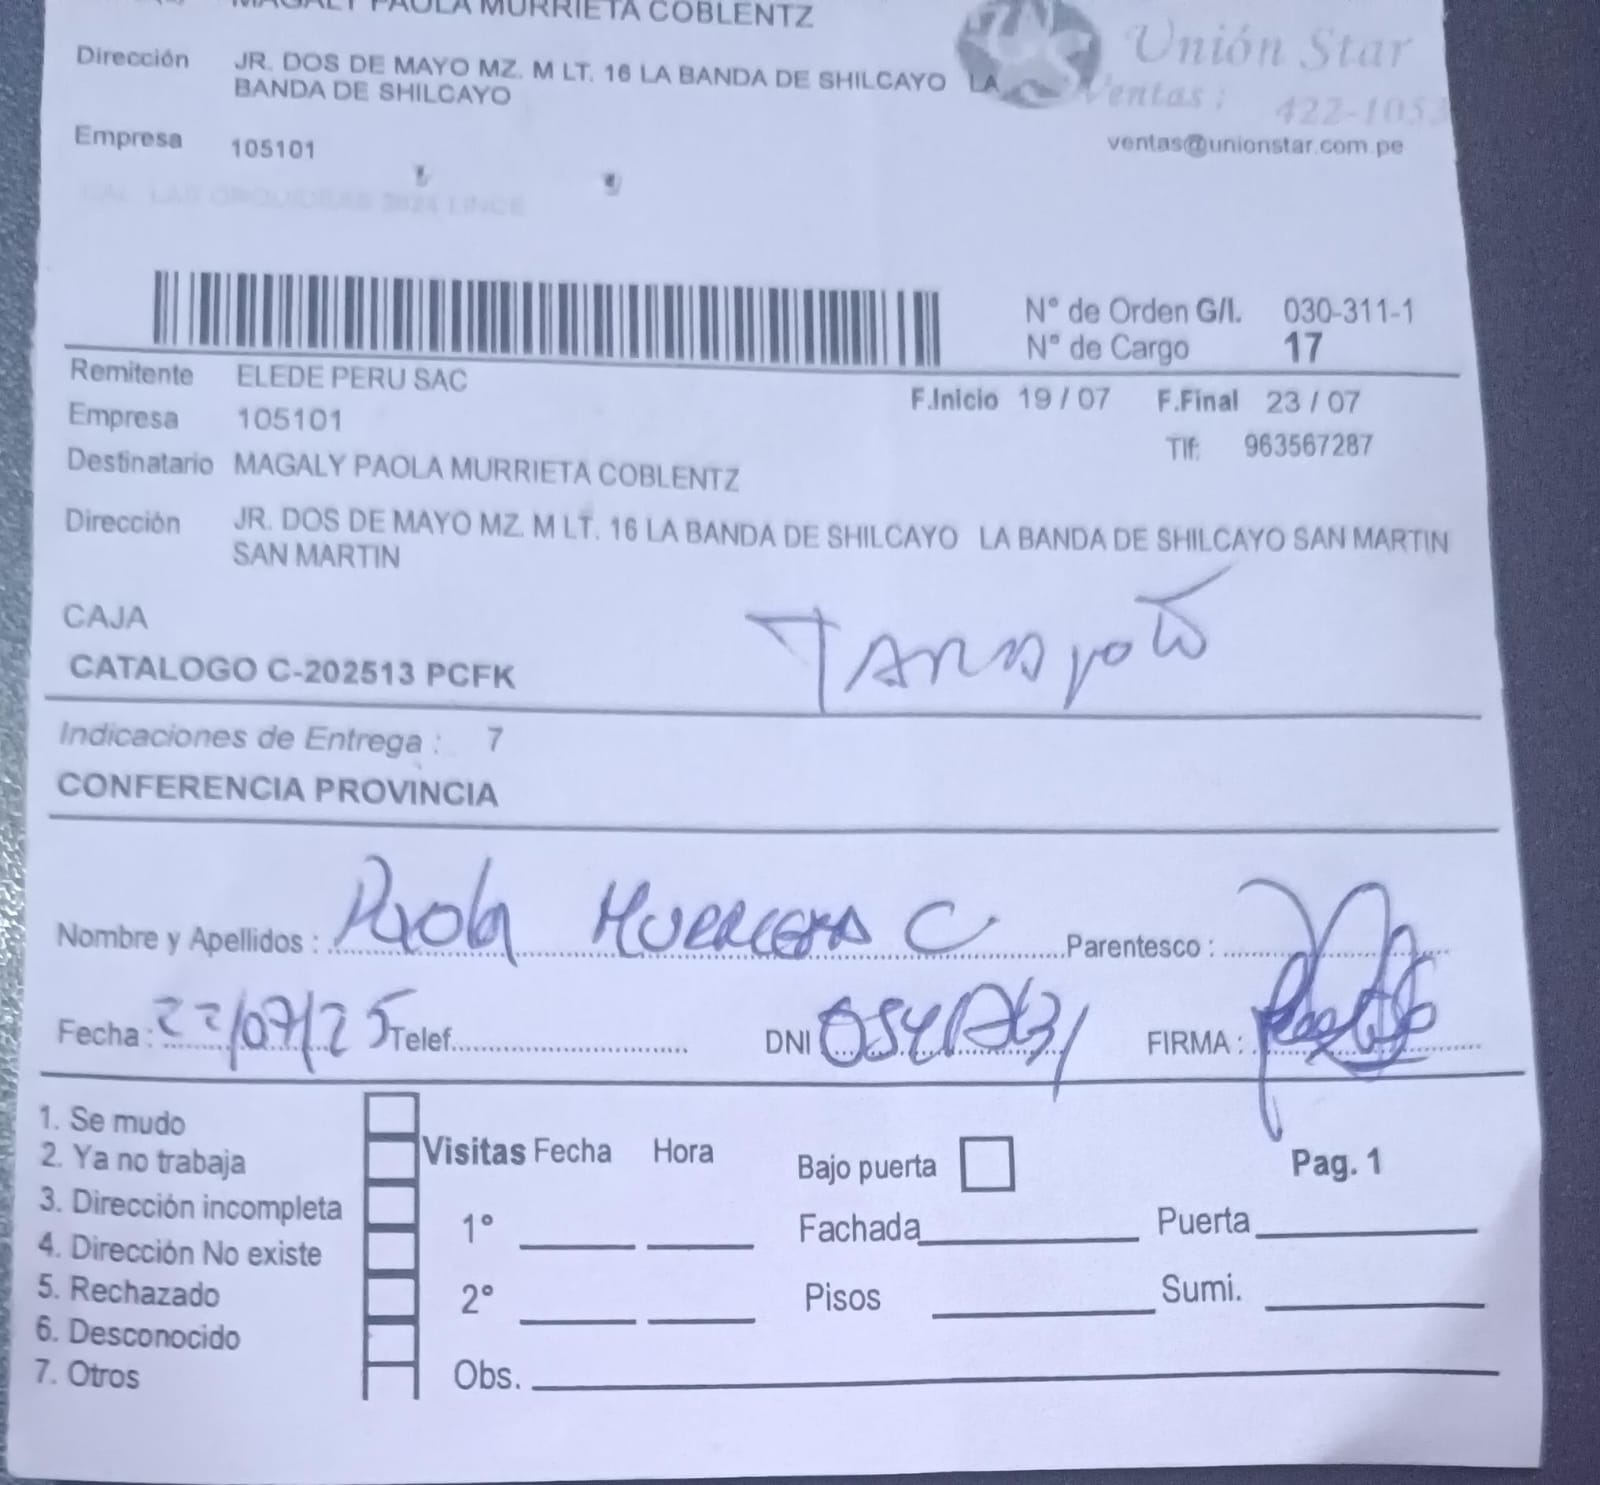 MAGALY PAOLA MURRIETA COBLENTZ
Dirección JR. DOS DE MAYO MZ. M LT. 16 LA BANDA DE SHILCAYO LA
BANDA DE SHILCAYO
Unión Star
Ventas: 422-1053
ventas@unionstar.com.pe
Empresa 105101
CAL. LAS ORQUIDEAS 2624 LINCE
N° de Orden G/I. 030-311-1
N° de Cargo 17
Remitente ELEDE PERU SAC
F.Inicio 19 / 07 F.Final 23 / 07
Empresa 105101
Tlf: 963567287
Destinatario MAGALY PAOLA MURRIETA COBLENTZ
Dirección JR. DOS DE MAYO MZ. M LT. 16 LA BANDA DE SHILCAYO LA BANDA DE SHILCAYO SAN MARTIN
SAN MARTIN
CAJA
CATALOGO C-202513 PCFK
Tarapoto
Indicaciones de Entrega : 7
CONFERENCIA PROVINCIA
Nombre y Apellidos : Paola Murrieta C Parentesco :
Fecha : 22/07/25 Telef. DNI FIRMA :
1. Se mudo
2. Ya no trabaja
3. Dirección incompleta
4. Dirección No existe
5. Rechazado
6. Desconocido
7. Otros
Visitas Fecha Hora
1°
2°
Obs.
Bajo puerta
Pag. 1
Fachada Puerta
Pisos Sumi.